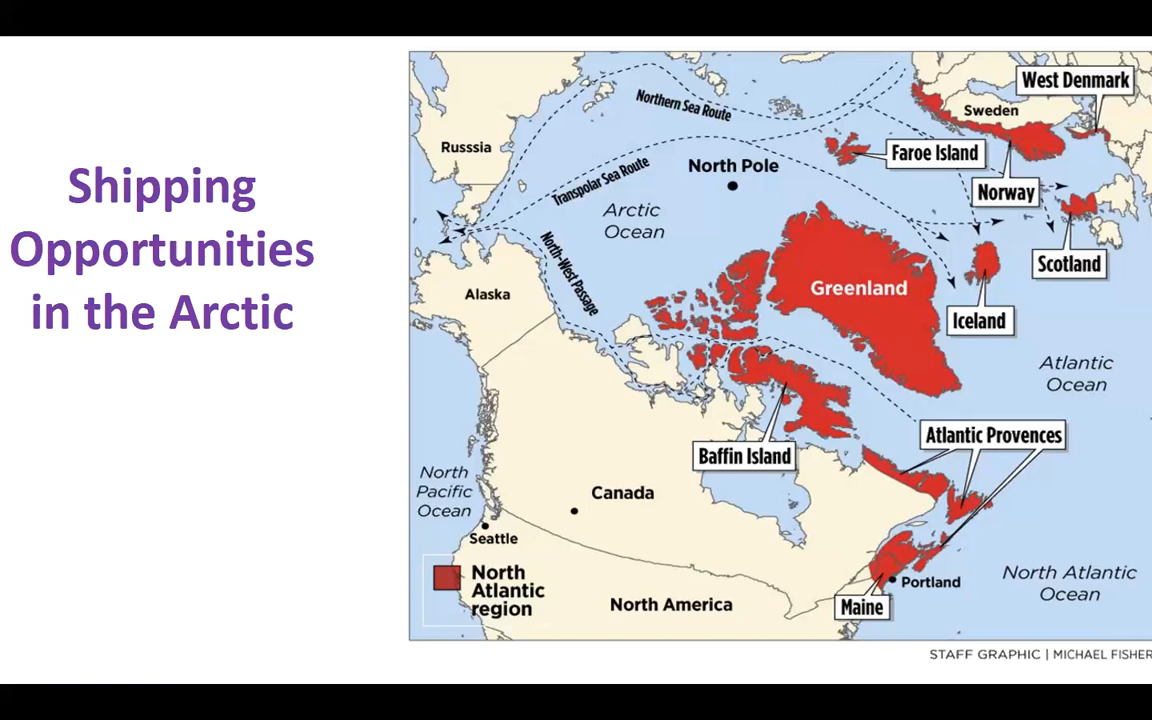 Shipping
Opportunities
in the Arctic
West Denmark
Northern Sea Route
Sweden
Russsia
Faroe Island
Transpolar Sea Route
North Pole
Norway
Arctic
Ocean
North-West Passage
Scotland
Alaska
Greenland
Iceland
Atlantic
Ocean
Atlantic Provences
Baffin Island
North
Pacific
Ocean
Canada
Seattle
North
Atlantic
region
North America
Portland
Maine
North Atlantic
Ocean
STAFF GRAPHIC | MICHAEL FISHER